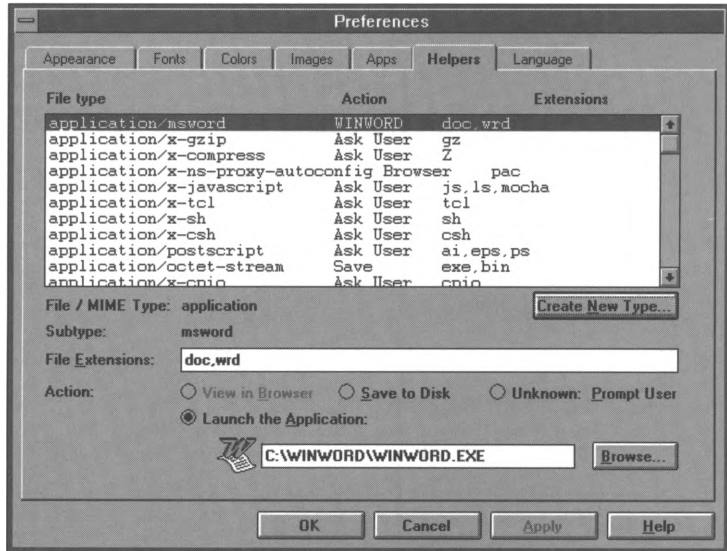 Preferences
Appearance Fonts Colors Images Apps Helpers Language
File type Action Extensions
application/msword WINWORD doc,wrd
application/x-gzip Ask User gz
application/x-compress Ask User Z
application/x-ns-proxy-autoconfig Browser pac
application/x-javascript Ask User js,ls,mocha
application/x-tcl Ask User tcl
application/x-sh Ask User sh
application/x-csh Ask User csh
application/postscript Ask User ai,eps,ps
application/octet-stream Save exe,bin
application/x-cpio Ask User cpio
File / MIME Type: application Create New Type...
Subtype: msword
File Extensions: doc,wrd
Action: View in Browser Save to Disk Unknown: Prompt User
Launch the Application:
C:\WINWORD\WINWORD.EXE Browse...
OK Cancel Apply Help